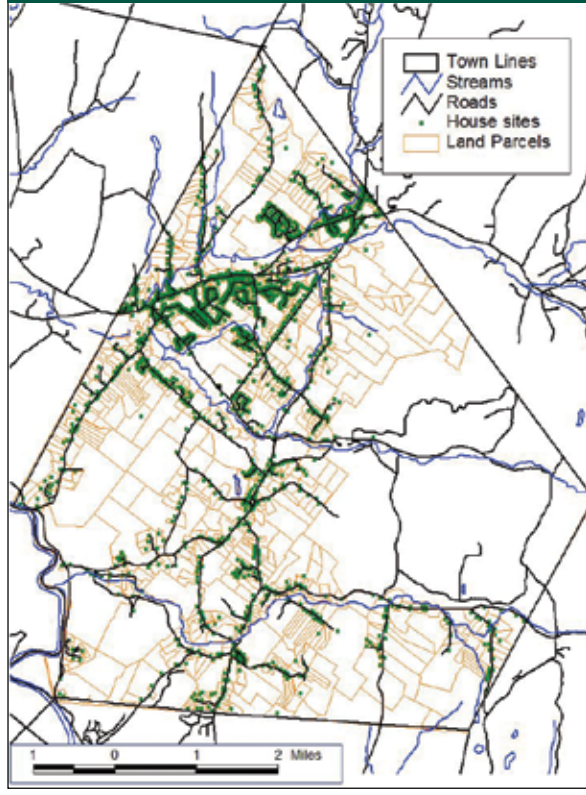 Town Lines
Streams
Roads
House sites
Land Parcels
1 0 1 2 Miles